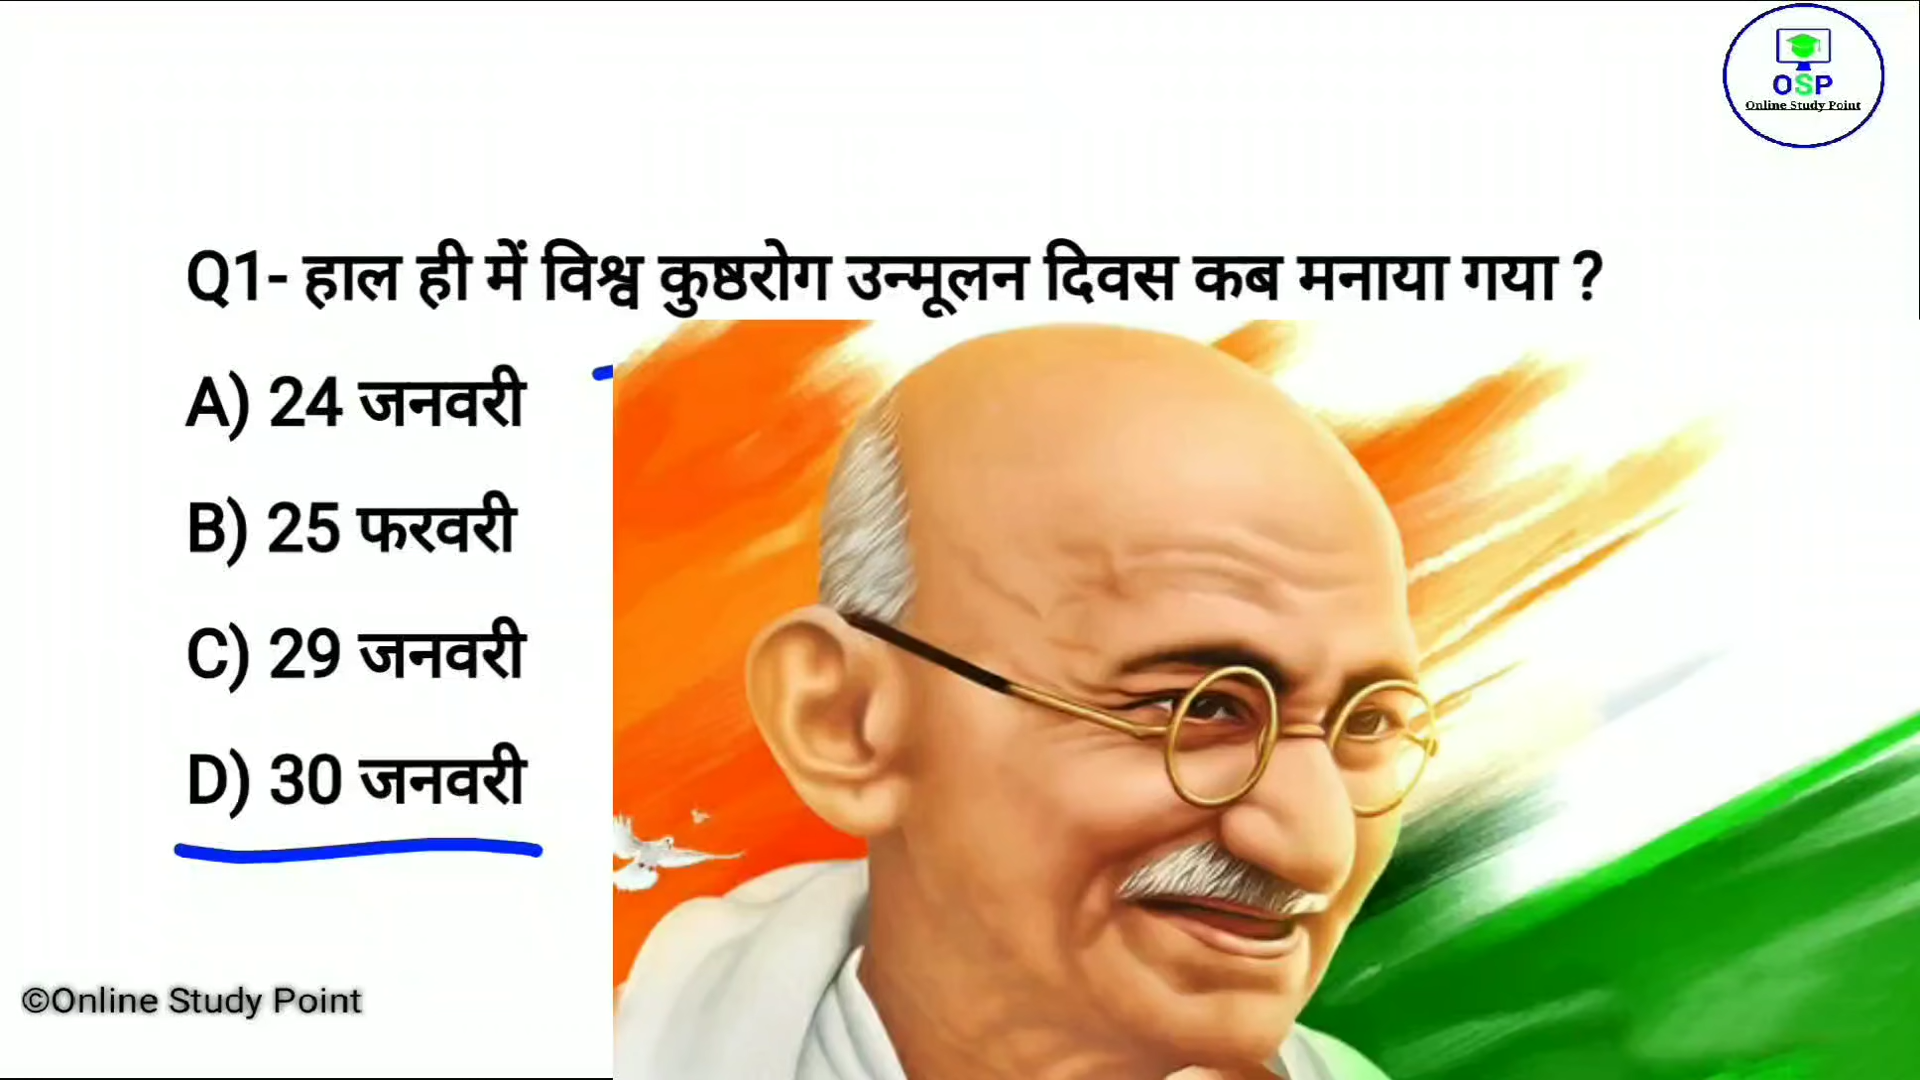 OSP
Online Study Point
Q1- हाल ही में विश्व कुष्ठरोग उन्मूलन दिवस कब मनाया गया ?
A) 24 जनवरी
B) 25 फरवरी
C) 29 जनवरी
D) 30 जनवरी
©Online Study Point